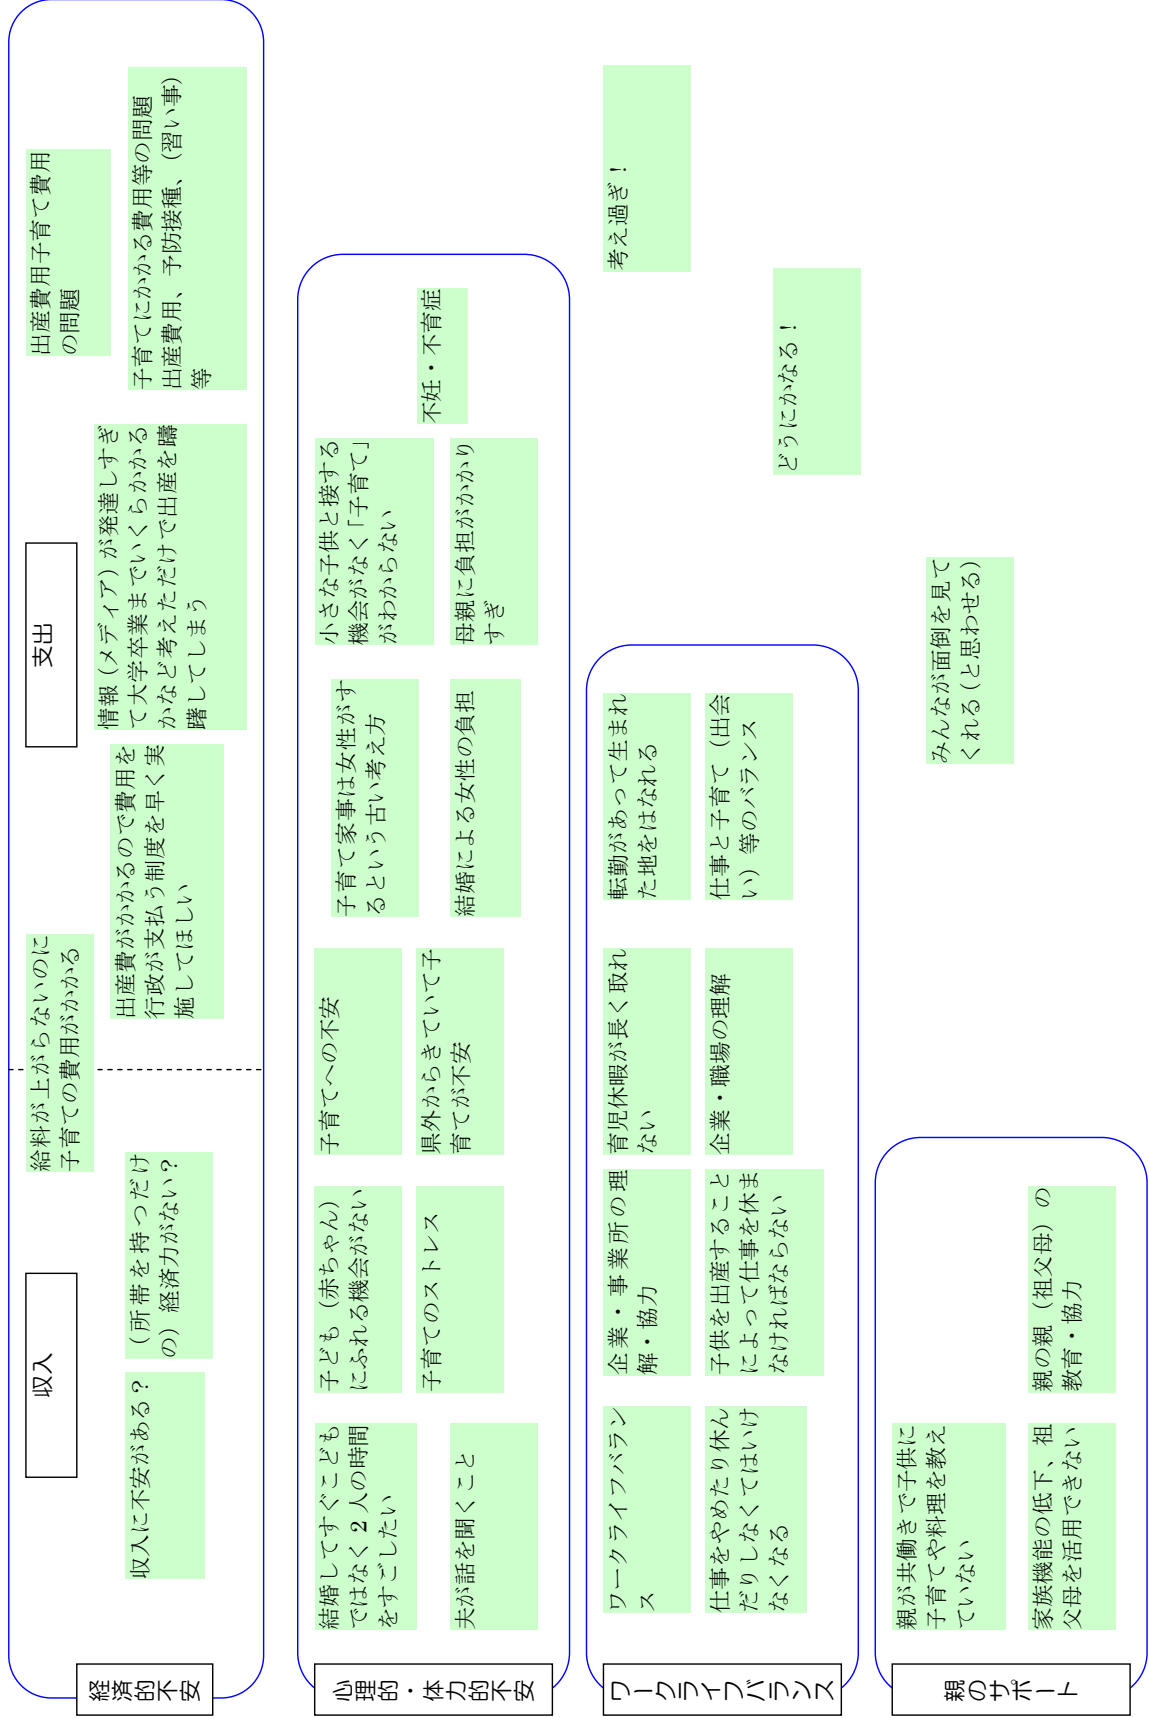 経済的不安
収入
支出
収入に不安がある？
（所帯を持つだけ
の）経済力がない？
給料が上がらないのに
子育ての費用がかかる
出産費がかかるので費用を
行政が支払う制度を早く実
施してほしい
情報（メディア）が発達しすぎ
て大学卒業までいくらかかる
かなど考えただけで出産を躊
躇してしまう
出産費用子育て費用
の問題
子育てにかかる費用等の問題
出産費用、予防接種、（習い事）
等
心理的・体力的不安
結婚してすぐこども
ではなく２人の時間
をすごしたい
夫が話を聞くこと
子ども（赤ちゃん）
にふれる機会がない
子育てのストレス
子育てへの不安
県外からきていて子
育てが不安
子育て家事は女性がす
るという古い考え方
結婚による女性の負担
小さな子供と接する
機会がなく「子育て」
がわからない
母親に負担がかかり
すぎ
不妊・不育症
ワークライフバランス
ワークライフバラン
ス
仕事をやめたり休ん
だりしなくてはいけ
なくなる
企業・事業所の理
解・協力
子供を出産すること
によって仕事を休ま
なければならない
育児休暇が長く取れ
ない
企業・職場の理解
転勤があって生まれ
た地をはなれる
仕事と子育て（出会
い）等のバランス
考え過ぎ！
どうにかなる！
親のサポート
親が共働きで子供に
子育てや料理を教え
ていない
家族機能の低下、祖
父母を活用できない
親の親（祖父母）の
教育・協力
みんなが面倒を見て
くれる（と思わせる）